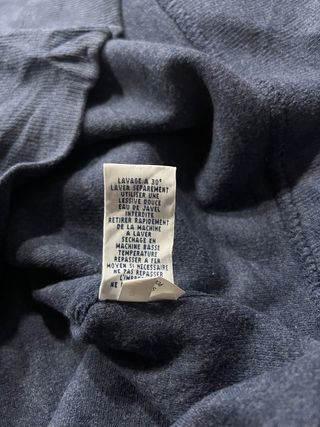 LAVAGE A 30°
LAVER SEPAREMENT
UTILISER UNE
LESSIVE DOUCE
EAU DE JAVEL
INTERDITE
RETIRER RAPIDEMENT
DE LA MACHINE
A LAVER
SECHAGE EN
MACHINE BASSE
TEMPERATURE
REPASSER A FER
MOYEN SI NECESSAIRE
NE PAS REPASSER
NE